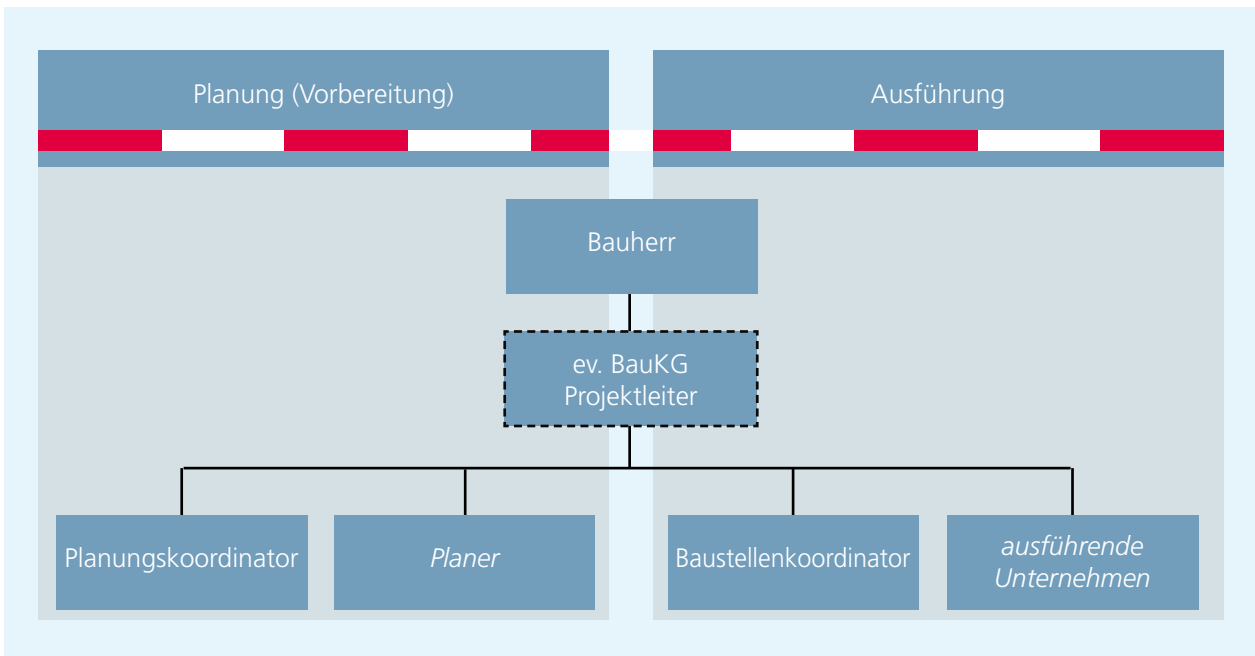 Planung (Vorbereitung)
Ausführung
Bauherr
ev. BauKG
Projektleiter
Planungskoordinator
Planer
Baustellenkoordinator
ausführende
Unternehmen